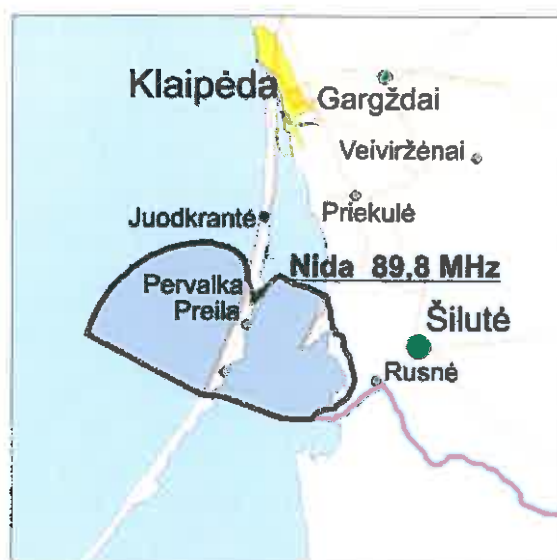 Klaipėda
Gargždai
Veiviržėnai
Priekulė
Juodkrantė
Nida 89,8 MHz
Pervalka
Preila
Šilutė
Rusnė